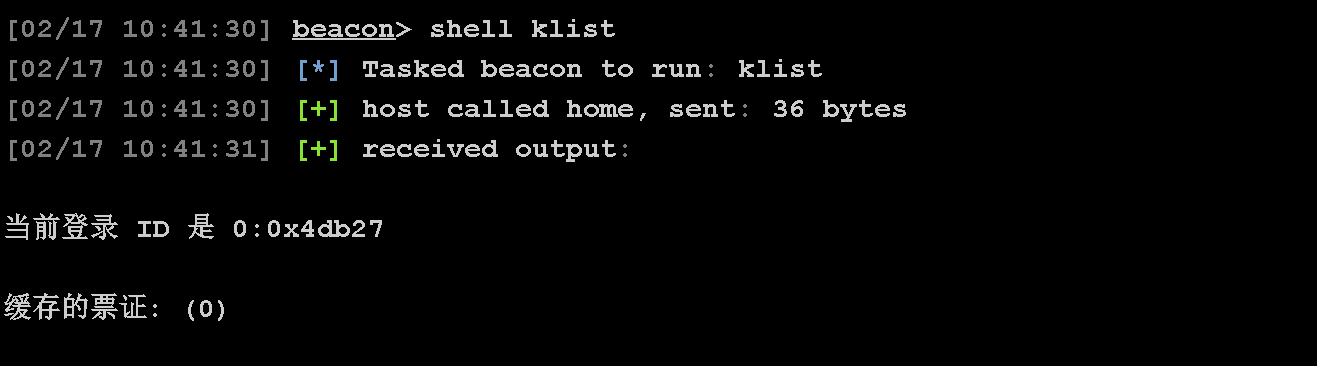 [02/17 10:41:30] beacon> shell klist
[02/17 10:41:30] [*] Tasked beacon to run: klist
[02/17 10:41:30] [+] host called home, sent: 36 bytes
[02/17 10:41:31] [+] received output:
当前登录 ID 是 0:0x4db27
缓存的票证: (0)